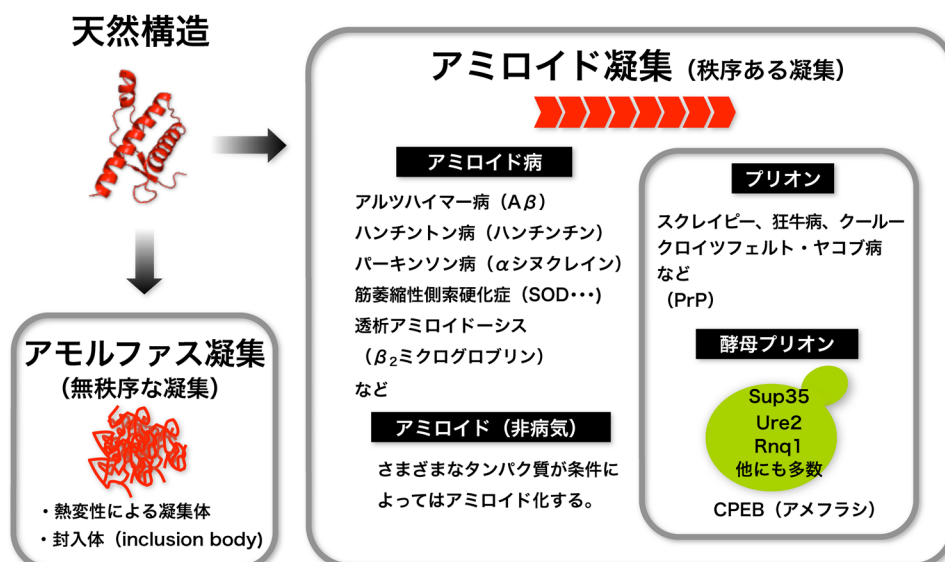 天然構造
アミロイド凝集（秩序ある凝集）
アミロイド病
アルツハイマー病（Aβ）
ハンチントン病（ハンチンチン）
パーキンソン病（αシヌクレイン）
筋萎縮性側索硬化症（SOD･･･)
透析アミロイドーシス
（β₂ミクログロブリン）
など
アミロイド（非病気）
さまざまなタンパク質が条件に
よってはアミロイド化する。
プリオン
スクレイピー、狂牛病、クールー
クロイツフェルト・ヤコブ病
など
（PrP）
酵母プリオン
Sup35
Ure2
Rnq1
他にも多数
CPEB（アメフラシ）
アモルファス凝集
（無秩序な凝集）
・熱変性による凝集体
・封入体（inclusion body)